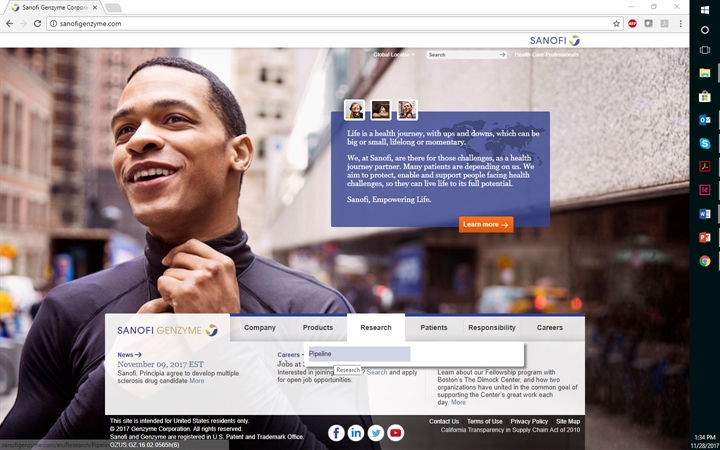 Sanofi Genzyme Corpora
sanofigenzyme.com
SANOFI
Global Locator
Search
Health Care Professionals
Life is a health journey, with ups and downs, which can be
big or small, lifelong or momentary.
We, at Sanofi, are there for those challenges, as a health
journey partner. Many patients are depending on us. We
aim to protect, enable and support people facing health
challenges, so they can live life to its full potential.
Sanofi, Empowering Life.
Learn more
SANOFI GENZYME
Company
Products
Research
Patients
Responsibility
Careers
Pipeline
Research
News
November 09, 2017 EST
Sanofi, Principia agree to develop multiple
sclerosis drug candidate More
Careers
Jobs at
Interested in joining ? Search and apply
for open job opportunities.
Learn about our Fellowship program with
Boston's The Dimock Center, and how two
organizations have united in the common goal of
supporting the Center's great work each
day. More
This site is intended for United States residents only.
© 2017 Genzyme Corporation. All rights reserved.
Sanofi and Genzyme are registered in U.S. Patent and Trademark Office.
GZUS.GZ.16.02.0565h(6)
Contact Us Terms of Use Privacy Policy Site Map
California Transparency in Supply Chain Act of 2010
1:34 PM
11/28/2017